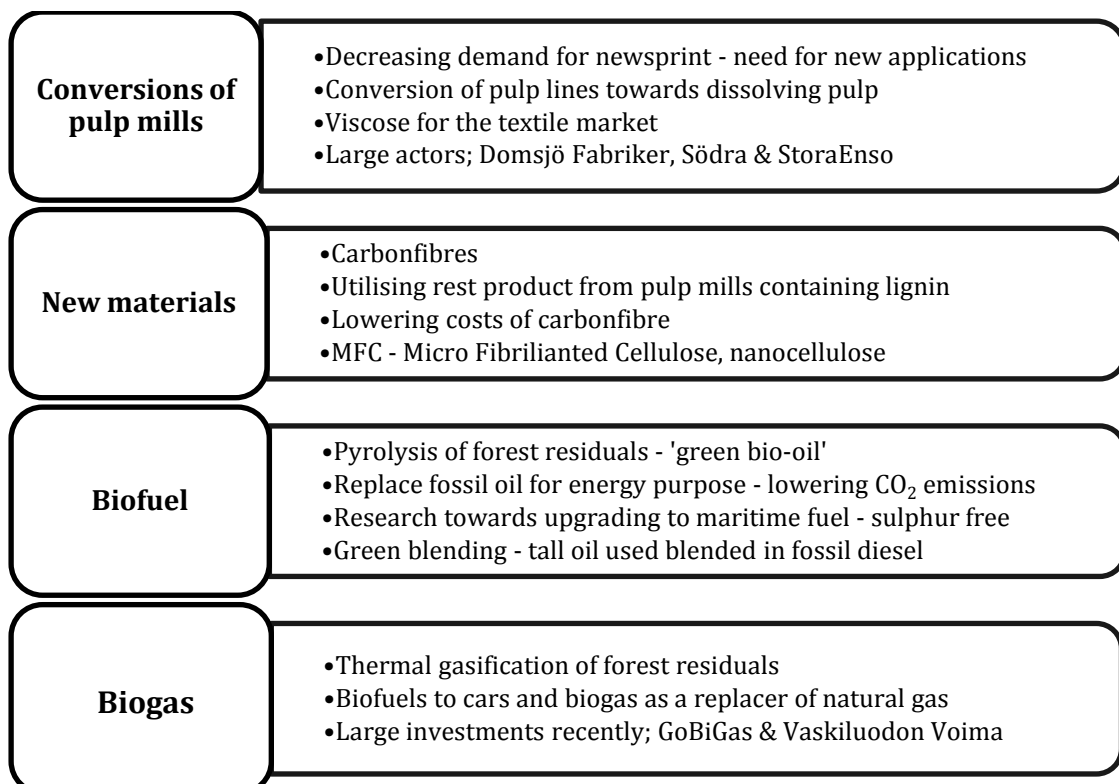 Conversions of
pulp mills
•Decreasing demand for newsprint - need for new applications
•Conversion of pulp lines towards dissolving pulp
•Viscose for the textile market
•Large actors; Domsjö Fabriker, Södra & StoraEnso
New materials
•Carbonfibres
•Utilising rest product from pulp mills containing lignin
•Lowering costs of carbonfibre
•MFC - Micro Fibrilianted Cellulose, nanocellulose
Biofuel
•Pyrolysis of forest residuals - 'green bio-oil'
•Replace fossil oil for energy purpose - lowering CO₂ emissions
•Research towards upgrading to maritime fuel - sulphur free
•Green blending - tall oil used blended in fossil diesel
Biogas
•Thermal gasification of forest residuals
•Biofuels to cars and biogas as a replacer of natural gas
•Large investments recently; GoBiGas & Vaskiluodon Voima